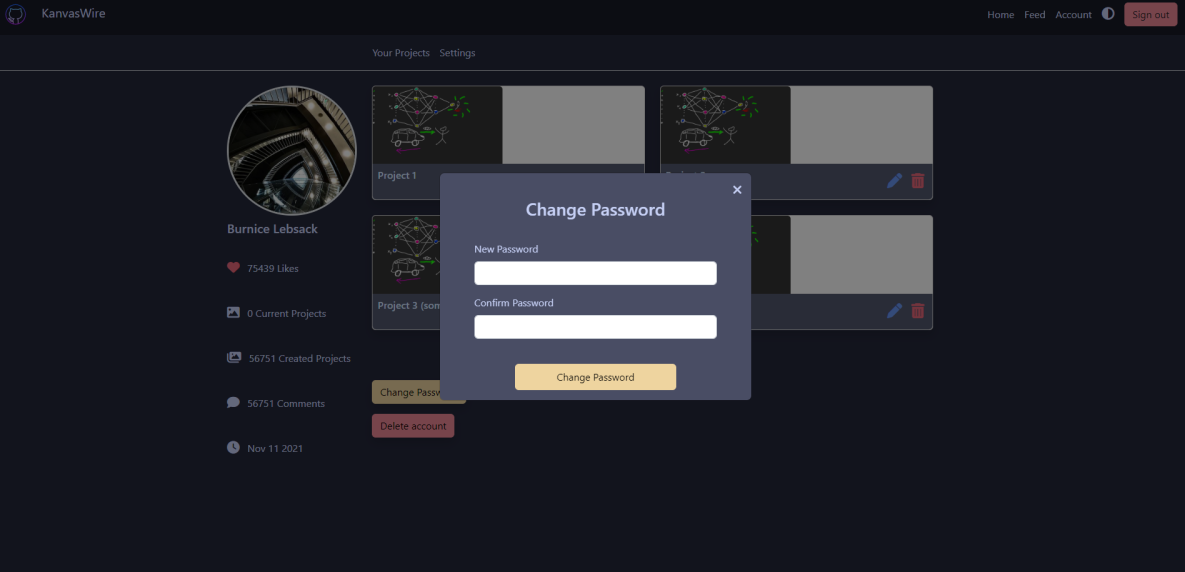 KanvasWire
Home Feed Account Sign out
Your Projects Settings
Burnice Lebsack
75439 Likes
0 Current Projects
56751 Created Projects
56751 Comments
Nov 11 2021
Project 1
Project 3 (som
Change Passw
Delete account
×
Change Password
New Password
Confirm Password
Change Password